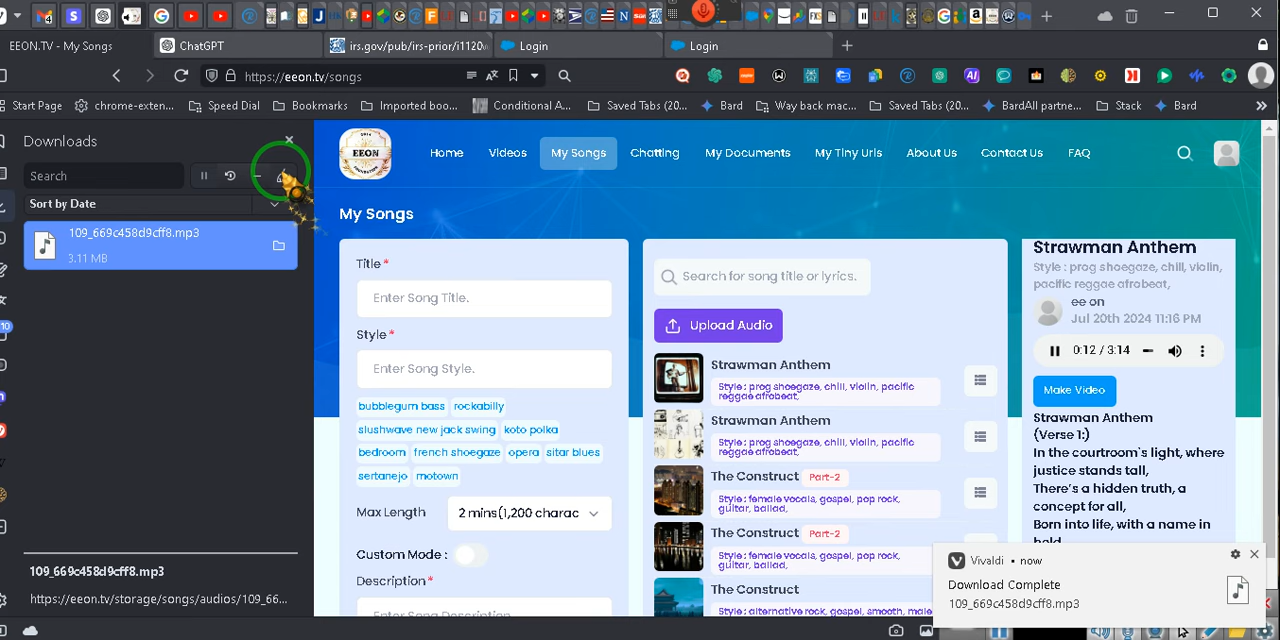 EEON.TV - My Songs
ChatGPT
irs.gov/pub/irs-prior/i1120
Login
Login
https://eeon.tv/songs
Start Page
chrome-exten...
Speed Dial
Bookmarks
Imported boo...
Conditional A...
Saved Tabs (20...
Bard
Way back mac...
Saved Tabs (20...
BardAll partne...
Stack
Bard
Downloads
Search
Sort by Date
109_669c458d9cff8.mp3
3.11 MB
109_669c458d9cff8.mp3
https://eeon.tv/storage/songs/audios/109_66...
10
EEON
Home
Videos
My Songs
Chatting
My Documents
My Tiny Urls
About Us
Contact Us
FAQ
My Songs
Title *
Enter Song Title.
Style *
Enter Song Style.
bubblegum bass rockabilly
slushwave new jack swing koto polka
bedroom french shoegaze opera sitar blues
sertanejo motown
Max Length
2 mins(1,200 charac
Custom Mode :
Description *
Enter Song Description
Search for song title or lyrics.
Upload Audio
Strawman Anthem
Style : prog shoegaze, chill, violin, pacific
reggae afrobeat,
Strawman Anthem
Style : prog shoegaze, chill, violin, pacific
reggae afrobeat,
The Construct Part-2
Style : female vocals, gospel, pop rock,
guitar, ballad,
The Construct Part-2
Style : female vocals, gospel, pop rock,
guitar, ballad,
The Construct
Style : alternative rock, gospel, smooth, male
Strawman Anthem
Style : prog shoegaze, chill, violin,
pacific reggae afrobeat,
ee on
Jul 20th 2024 11:16 PM
0:12 / 3:14
Make Video
Strawman Anthem
(Verse 1:)
In the courtroom`s light, where
justice stands tall,
There's a hidden truth, a
concept for all,
Born into life, with a name in
hold
Vivaldi • now
Download Complete
109_669c458d9cff8.mp3